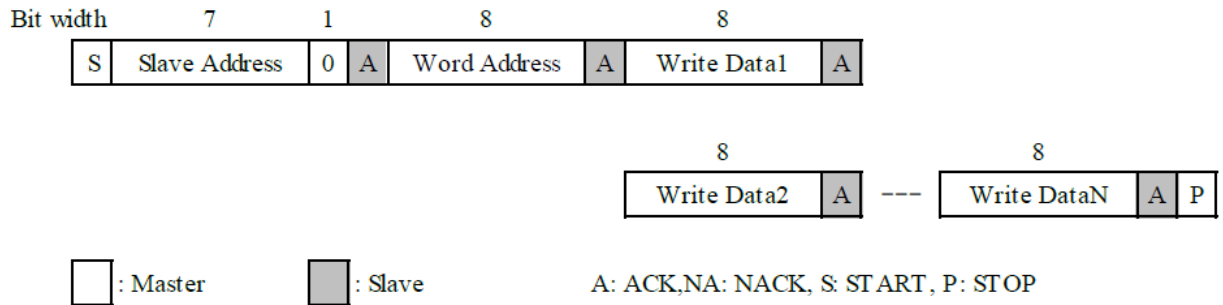 Bit width 7 1 8 8
S Slave Address 0 A Word Address A Write Data1 A
8 8
Write Data2 A --- Write DataN A P
: Master : Slave A: ACK,NA: NACK, S: START, P: STOP